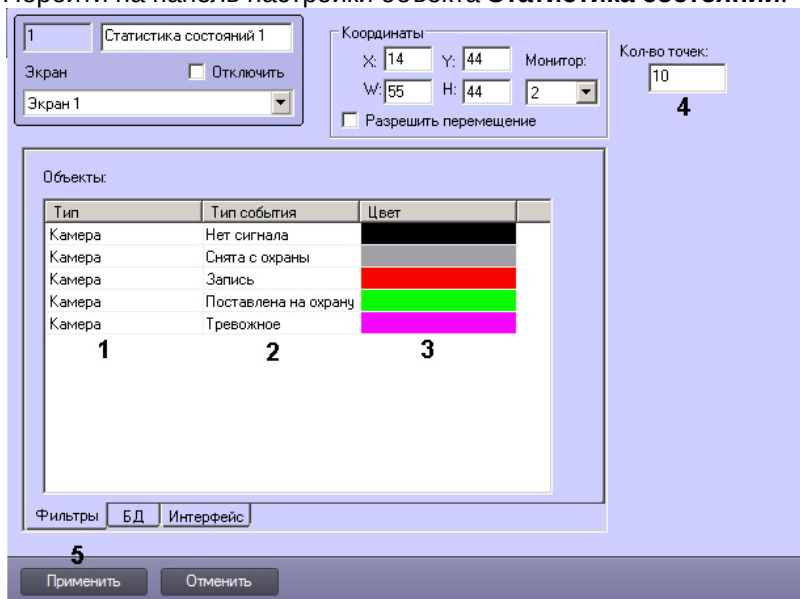 Перейти на панель настройки объекта Статистика состояний.
1 Статистика состояний 1
Экран Отключить
Экран 1
Координаты
X: 14 Y: 44 Монитор:
W: 55 H: 44 2
Разрешить перемещение
Кол-во точек:
10
4
Объекты:
Тип Тип события Цвет
Камера Нет сигнала
Камера Снята с охраны
Камера Запись
Камера Поставлена на охрану
Камера Тревожное
1 2 3
Фильтры БД Интерфейс
5
Применить Отменить